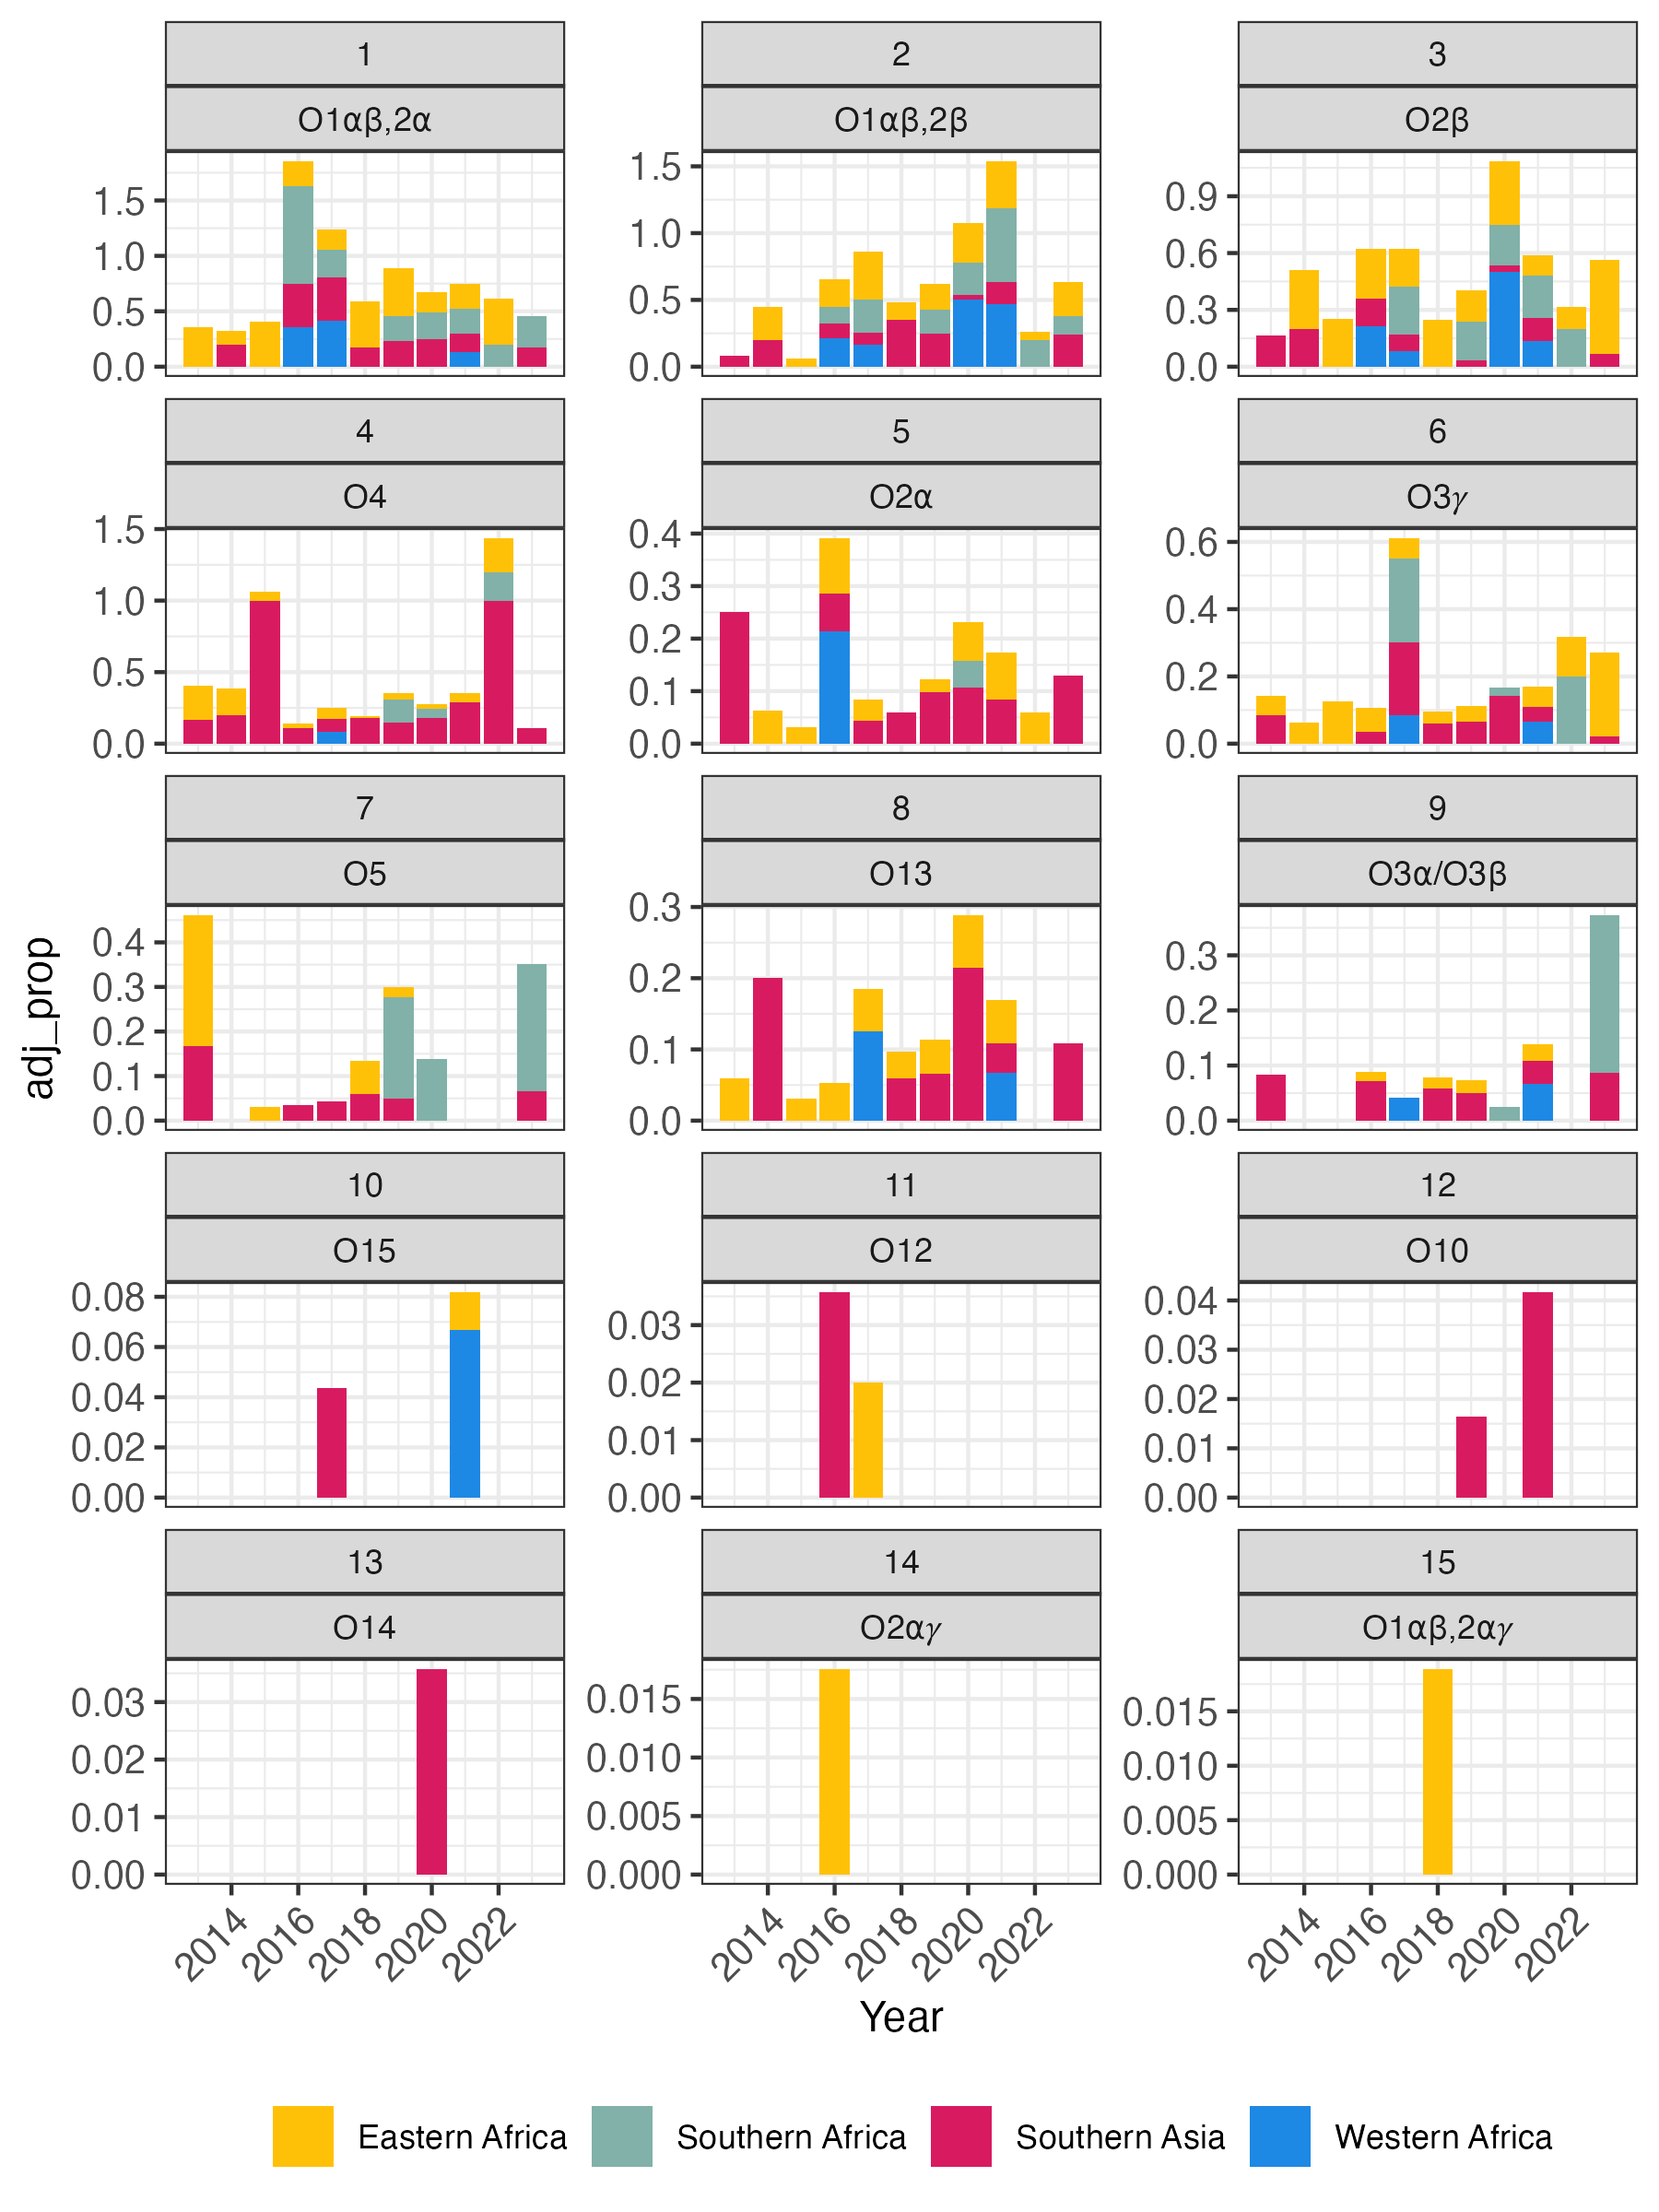 1 2 3
O1αβ,2α O1αβ,2β O2β
1.5 1.0 0.5 0.0
1.5 1.0 0.5 0.0
0.9 0.6 0.3 0.0
4 5 6
O4 O2α O3γ
1.5 1.0 0.5 0.0
0.4 0.3 0.2 0.1 0.0
0.6 0.4 0.2 0.0
7 8 9
O5 O13 O3α/O3β
0.4 0.3 0.2 0.1 0.0
0.3 0.2 0.1 0.0
0.3 0.2 0.1 0.0
adj_prop
10 11 12
O15 O12 O10
0.08 0.06 0.04 0.02 0.00
0.03 0.02 0.01 0.00
0.04 0.03 0.02 0.01 0.00
13 14 15
O14 O2αγ O1αβ,2αγ
0.03 0.02 0.01 0.00
0.015 0.010 0.005 0.000
0.015 0.010 0.005 0.000
2014 2016 2018 2020 2022 2014 2016 2018 2020 2022 2014 2016 2018 2020 2022
Year
Eastern Africa Southern Africa Southern Asia Western Africa